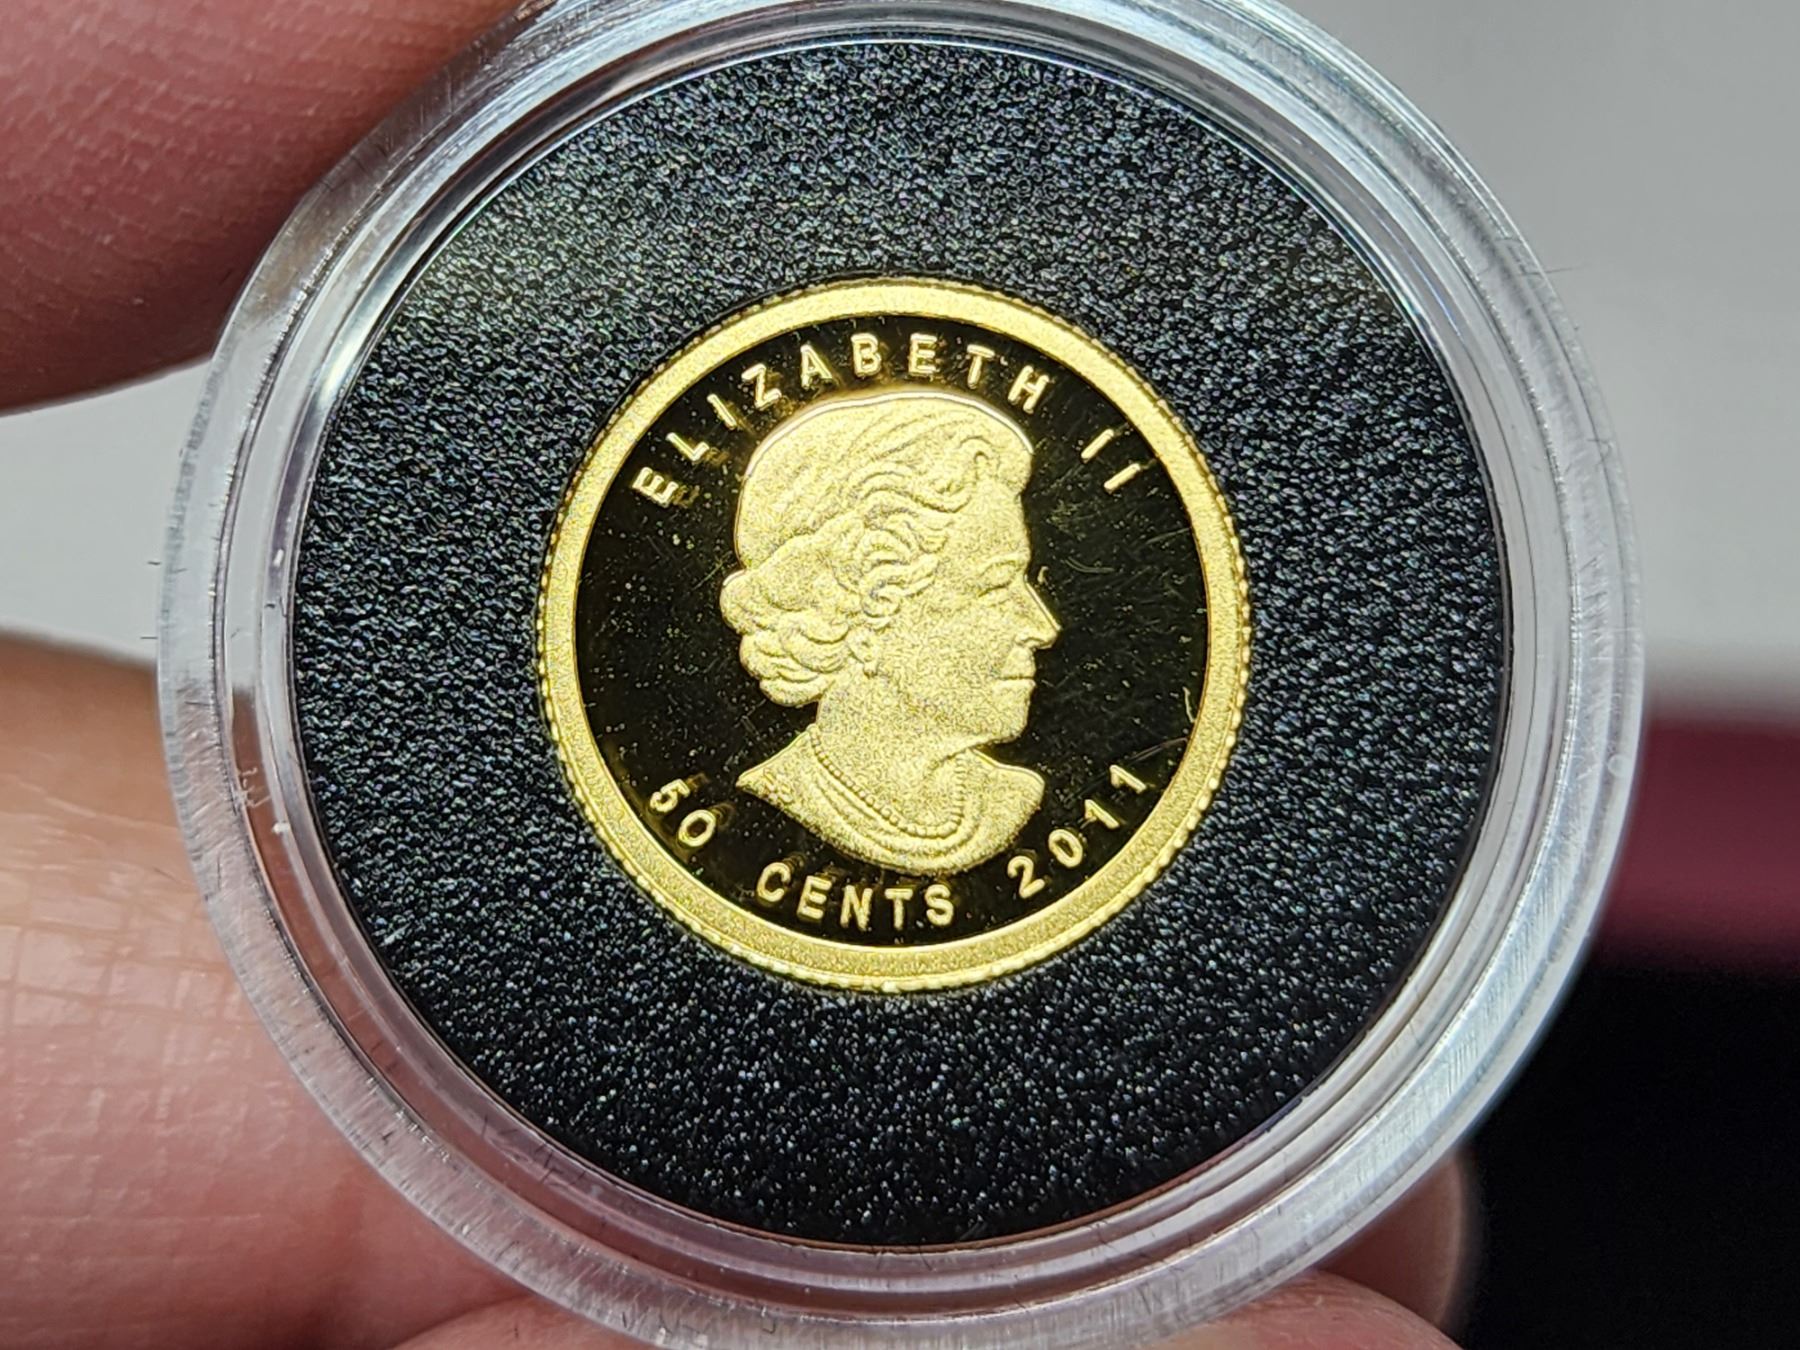 ELIZABETH II
50 CENTS 2011